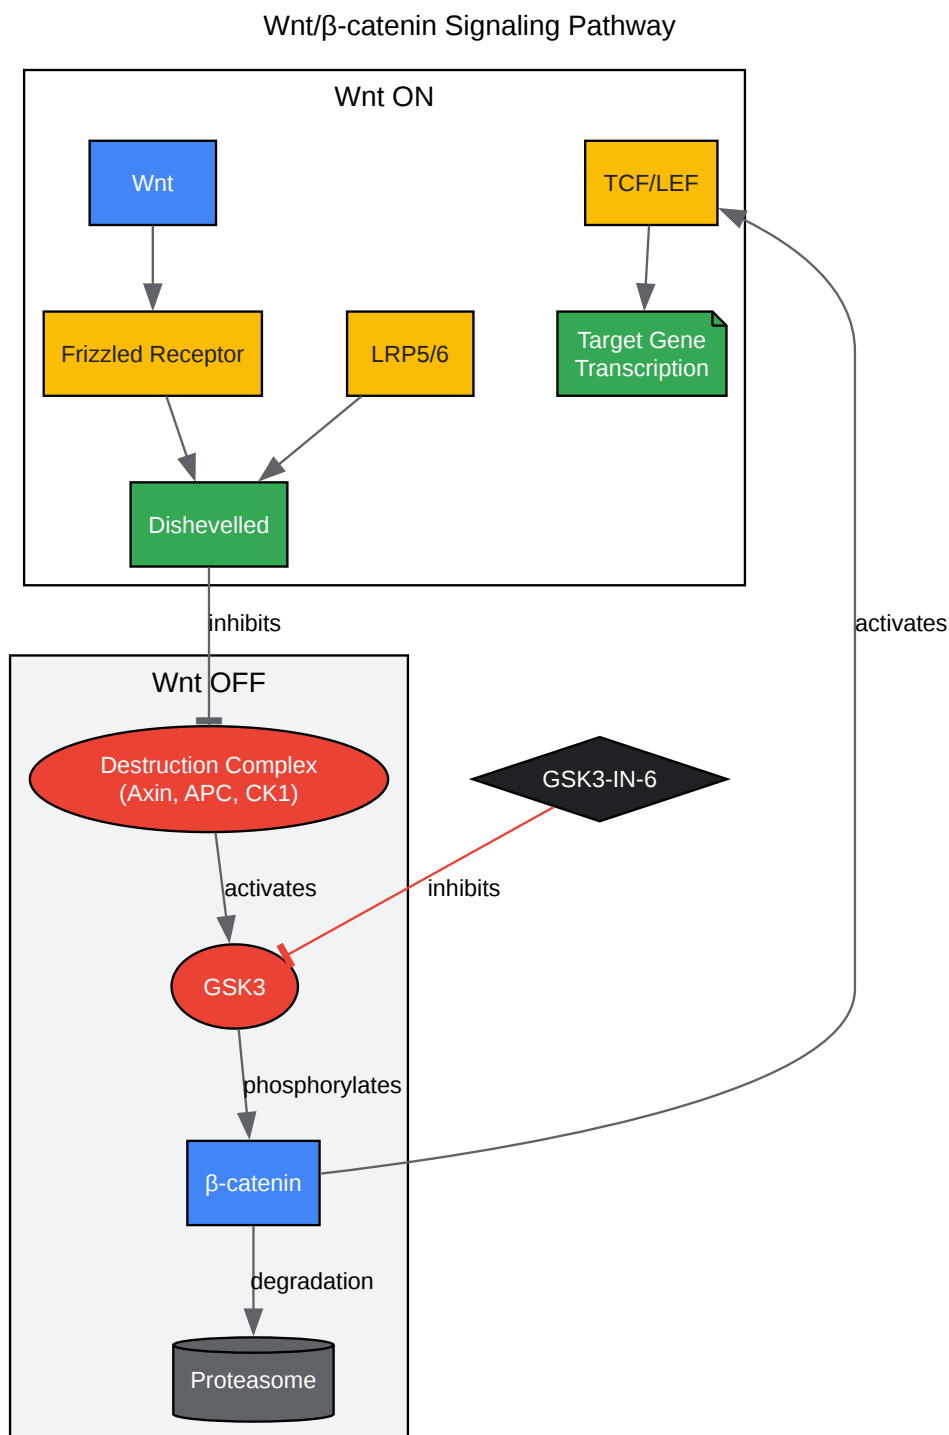 Wnt/β-catenin Signaling Pathway
Wnt ON
Wnt
TCF/LEF
Frizzled Receptor
LRP5/6
Target Gene
Transcription
Dishevelled
inhibits
activates
Wnt OFF
Destruction Complex
(Axin, APC, CK1)
GSK3-IN-6
activates
inhibits
GSK3
phosphorylates
β-catenin
degradation
Proteasome